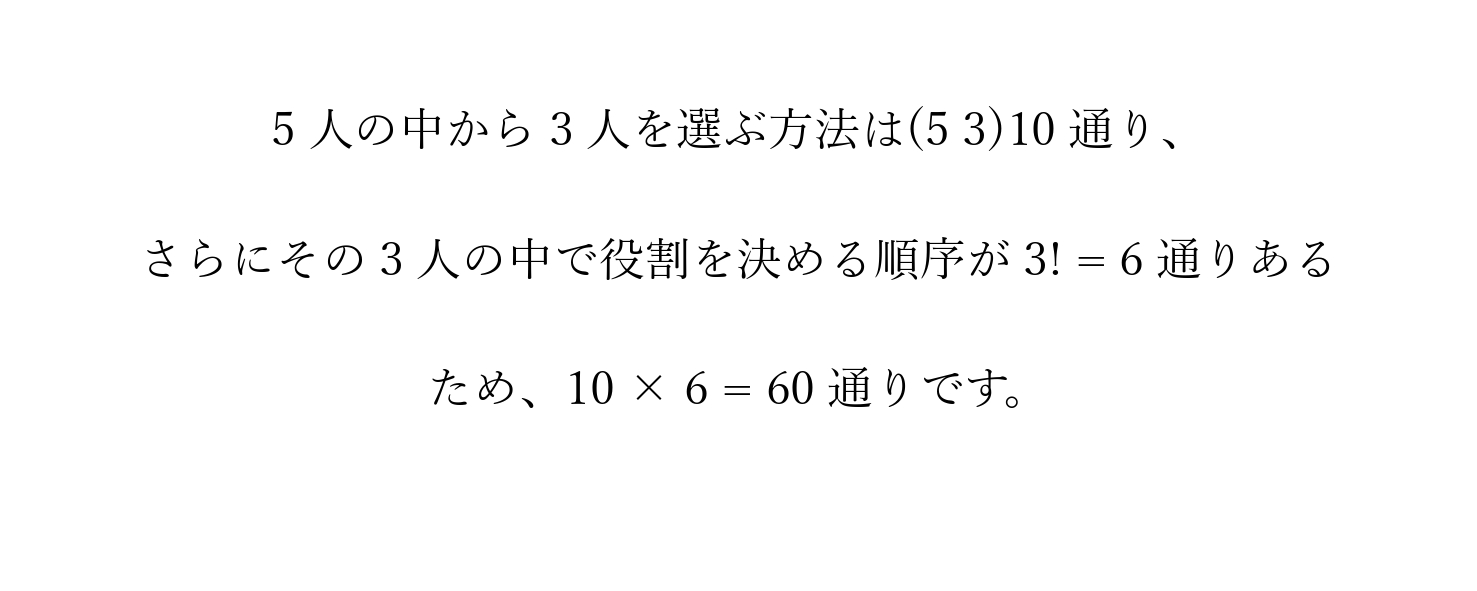 5 人の中から 3 人を選ぶ方法は(5 3)10 通り、
さらにその 3 人の中で役割を決める順序が 3! = 6 通りある
ため、10 × 6 = 60 通りです。